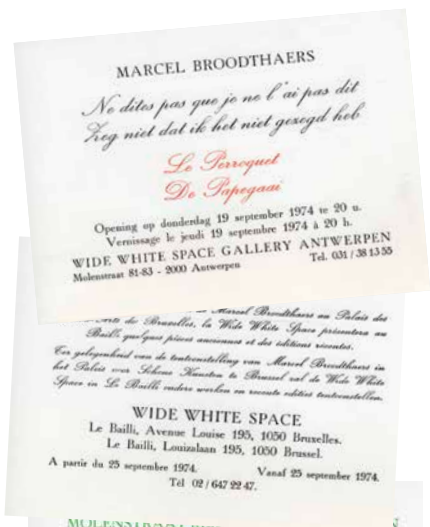 MARCEL BROODTHAERS
Ne dites pas que je ne l'ai pas dit
Zeg niet dat ik het niet gezegd heb
Le Perroquet
De Papegaai
Opening op donderdag 19 september 1974 te 20 u.
Vernissage le jeudi 19 septembre 1974 à 20 h.
WIDE WHITE SPACE GALLERY ANTWERPEN
Molenstraat 81-83 - 2000 Antwerpen Tel. 031 / 38 13 55
Marcel Broodthaers au Palais des
de Bruxelles, la Wide White Space présentera au
Bailli quelques pièces anciennes et des éditions récentes.
Ter gelegenheid van de tentoonstelling van Marcel Broodthaers in
het Paleis voor Schone Kunsten te Brussel zal de Wide White
Space in Le Bailli oudere werken en recente edities tentoonstellen.
WIDE WHITE SPACE
Le Bailli, Avenue Louise 195, 1050 Bruxelles.
Le Bailli, Louizalaan 195, 1050 Brussel.
A partir du 25 septembre 1974. Vanaf 25 september 1974.
Tél 02 / 647 22 47.